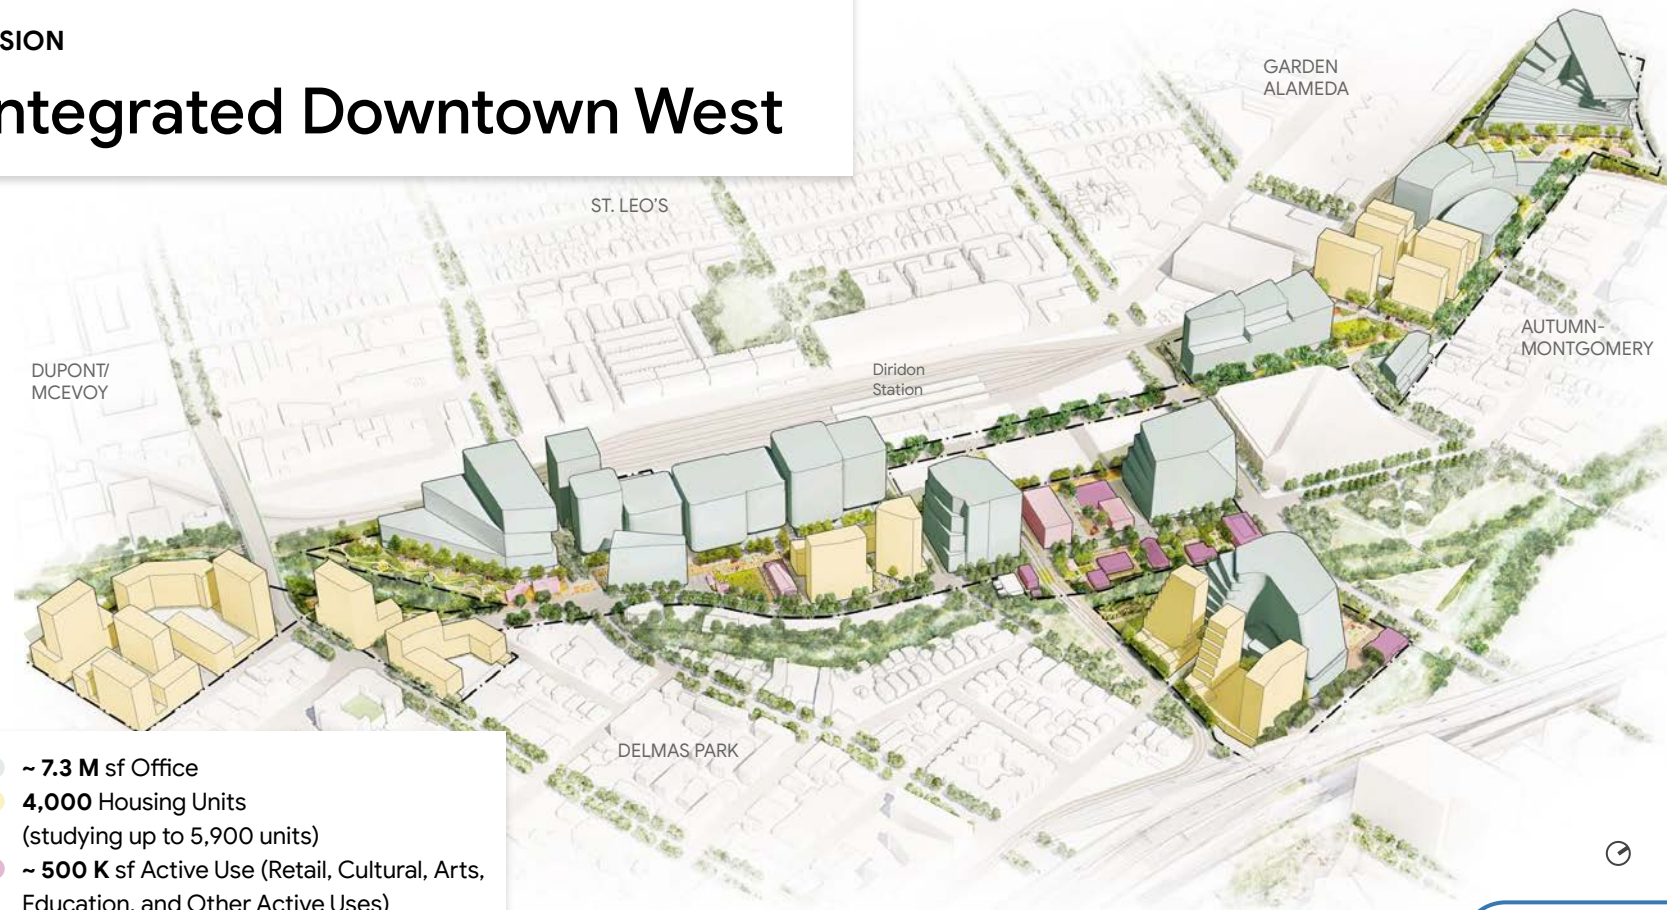 SION
ntegrated Downtown West
GARDEN
ALAMEDA
ST. LEO'S
AUTUMN-
MONTGOMERY
DUPONT/
MCEVOY
Diridon
Station
DELMAS PARK
~ 7.3 M sf Office
4,000 Housing Units
(studying up to 5,900 units)
~ 500 K sf Active Use (Retail, Cultural, Arts,
Education, and Other Active Uses)